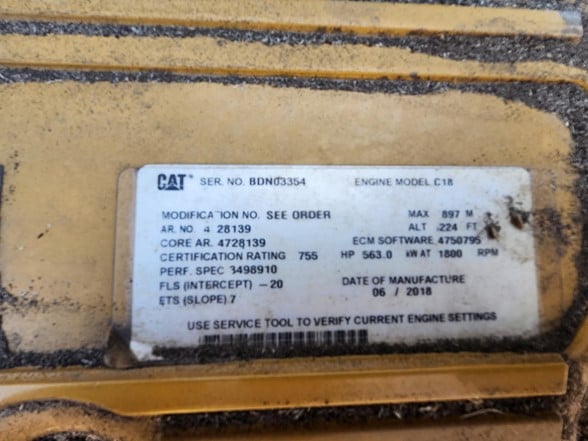 CAT SER. NO. BDN03354 ENGINE MODEL C18
MODIFICATION NO. SEE ORDER MAX 897 M
AR. NO. 4 28139 ALT 224 FT
CORE AR. 4728139 ECM SOFTWARE 4750795
CERTIFICATION RATING 755 HP 563.0 kW AT 1800 RPM
PERF. SPEC 3498910
FLS (INTERCEPT) -20 DATE OF MANUFACTURE
ETS (SLOPE) 7 06 / 2018
USE SERVICE TOOL TO VERIFY CURRENT ENGINE SETTINGS